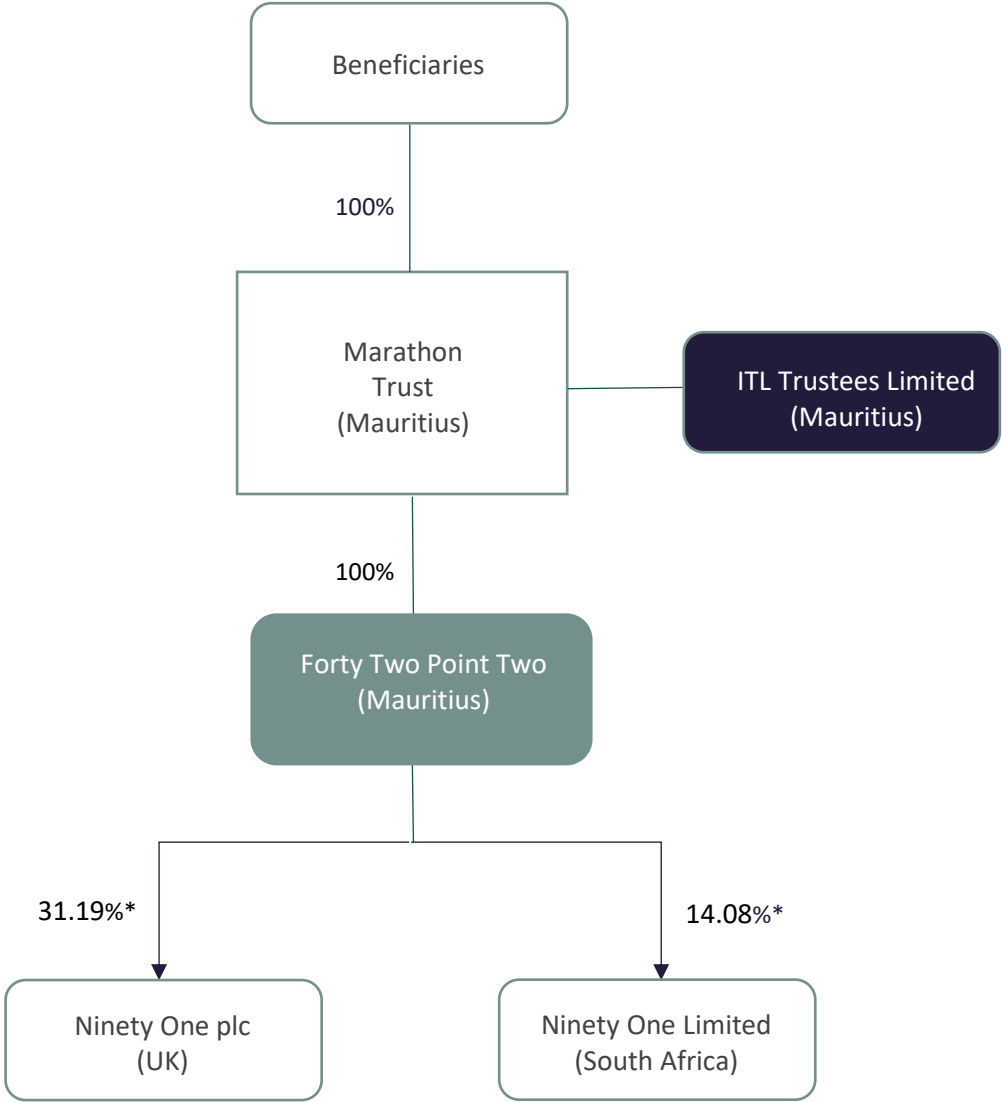 Beneficiaries
100%
Marathon
Trust
(Mauritius)
ITL Trustees Limited
(Mauritius)
100%
Forty Two Point Two
(Mauritius)
31.19%*
14.08%*
Ninety One plc
(UK)
Ninety One Limited
(South Africa)